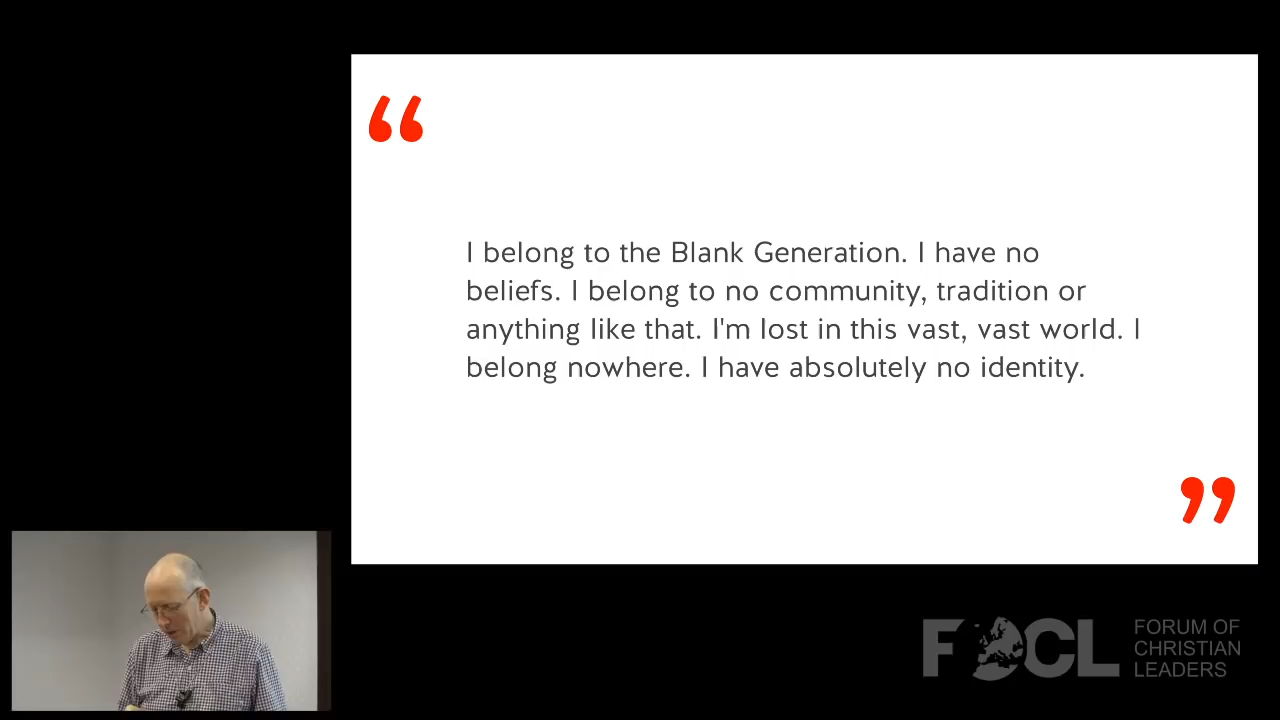 “
I belong to the Blank Generation. I have no
beliefs. I belong to no community, tradition or
anything like that. I'm lost in this vast, vast world. I
belong nowhere. I have absolutely no identity.
”
FOCL
FORUM OF
CHRISTIAN
LEADERS